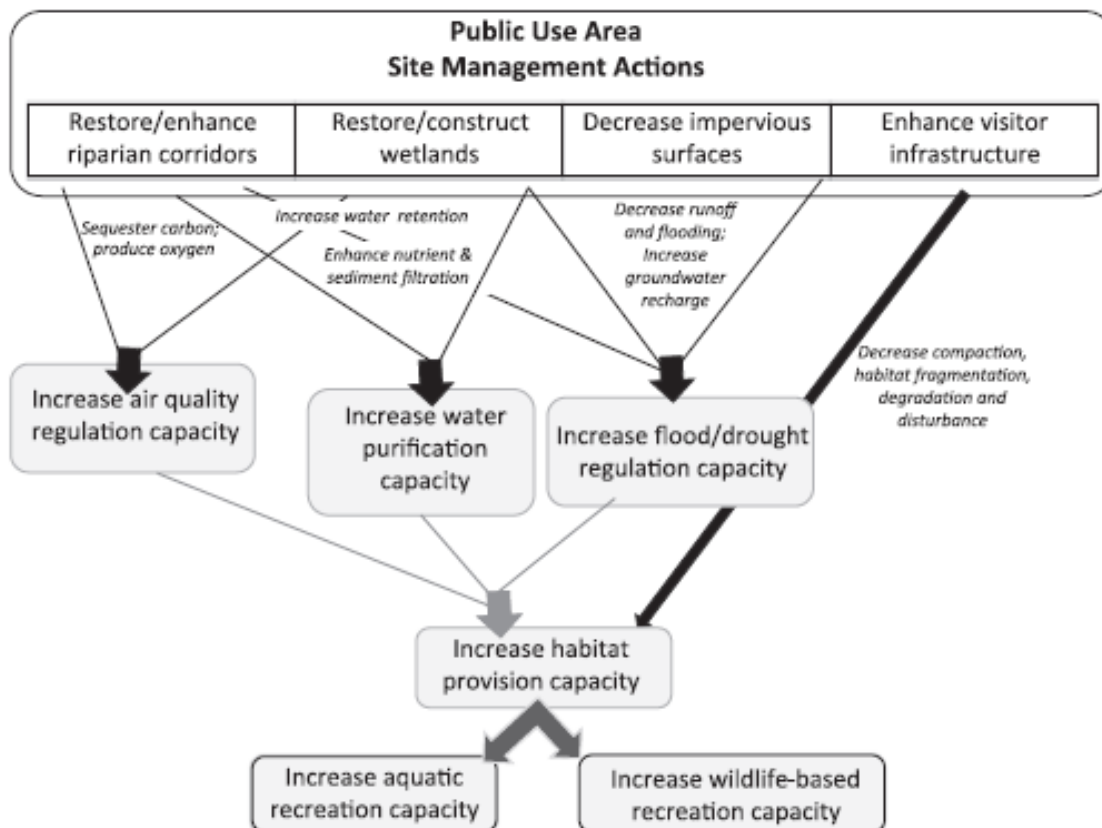 Public Use Area
Site Management Actions
Restore/enhance
riparian corridors
Restore/construct
wetlands
Decrease impervious
surfaces
Enhance visitor
infrastructure
Sequester carbon;
produce oxygen
Increase water retention
Enhance nutrient &
sediment filtration
Decrease runoff
and flooding;
Increase
groundwater
recharge
Decrease compaction,
habitat fragmentation,
degradation and
disturbance
Increase air quality
regulation capacity
Increase water
purification
capacity
Increase flood/drought
regulation capacity
Increase habitat
provision capacity
Increase aquatic
recreation capacity
Increase wildlife-based
recreation capacity